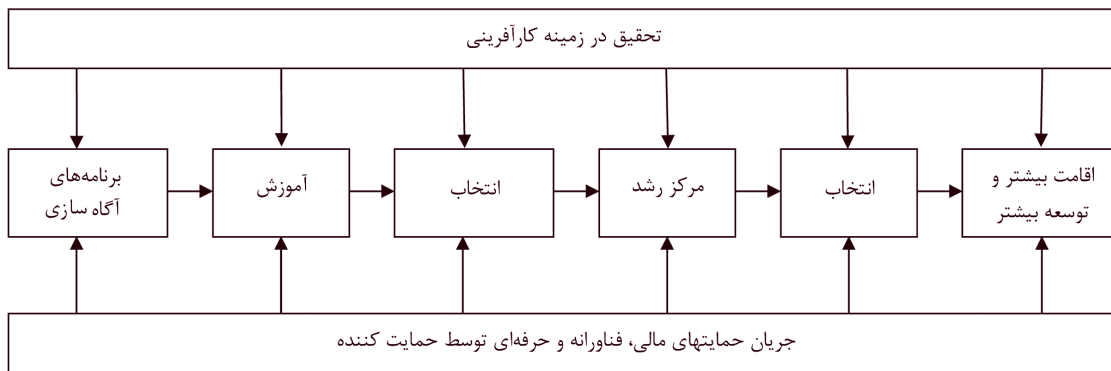 تحقیق در زمینه کارآفرینی
برنامه‌های
آگاه سازی
آموزش
انتخاب
مرکز رشد
انتخاب
اقامت بیشتر و
توسعه بیشتر
جریان حمایتهای مالی، فناورانه و حرفه‌ای توسط حمایت کننده